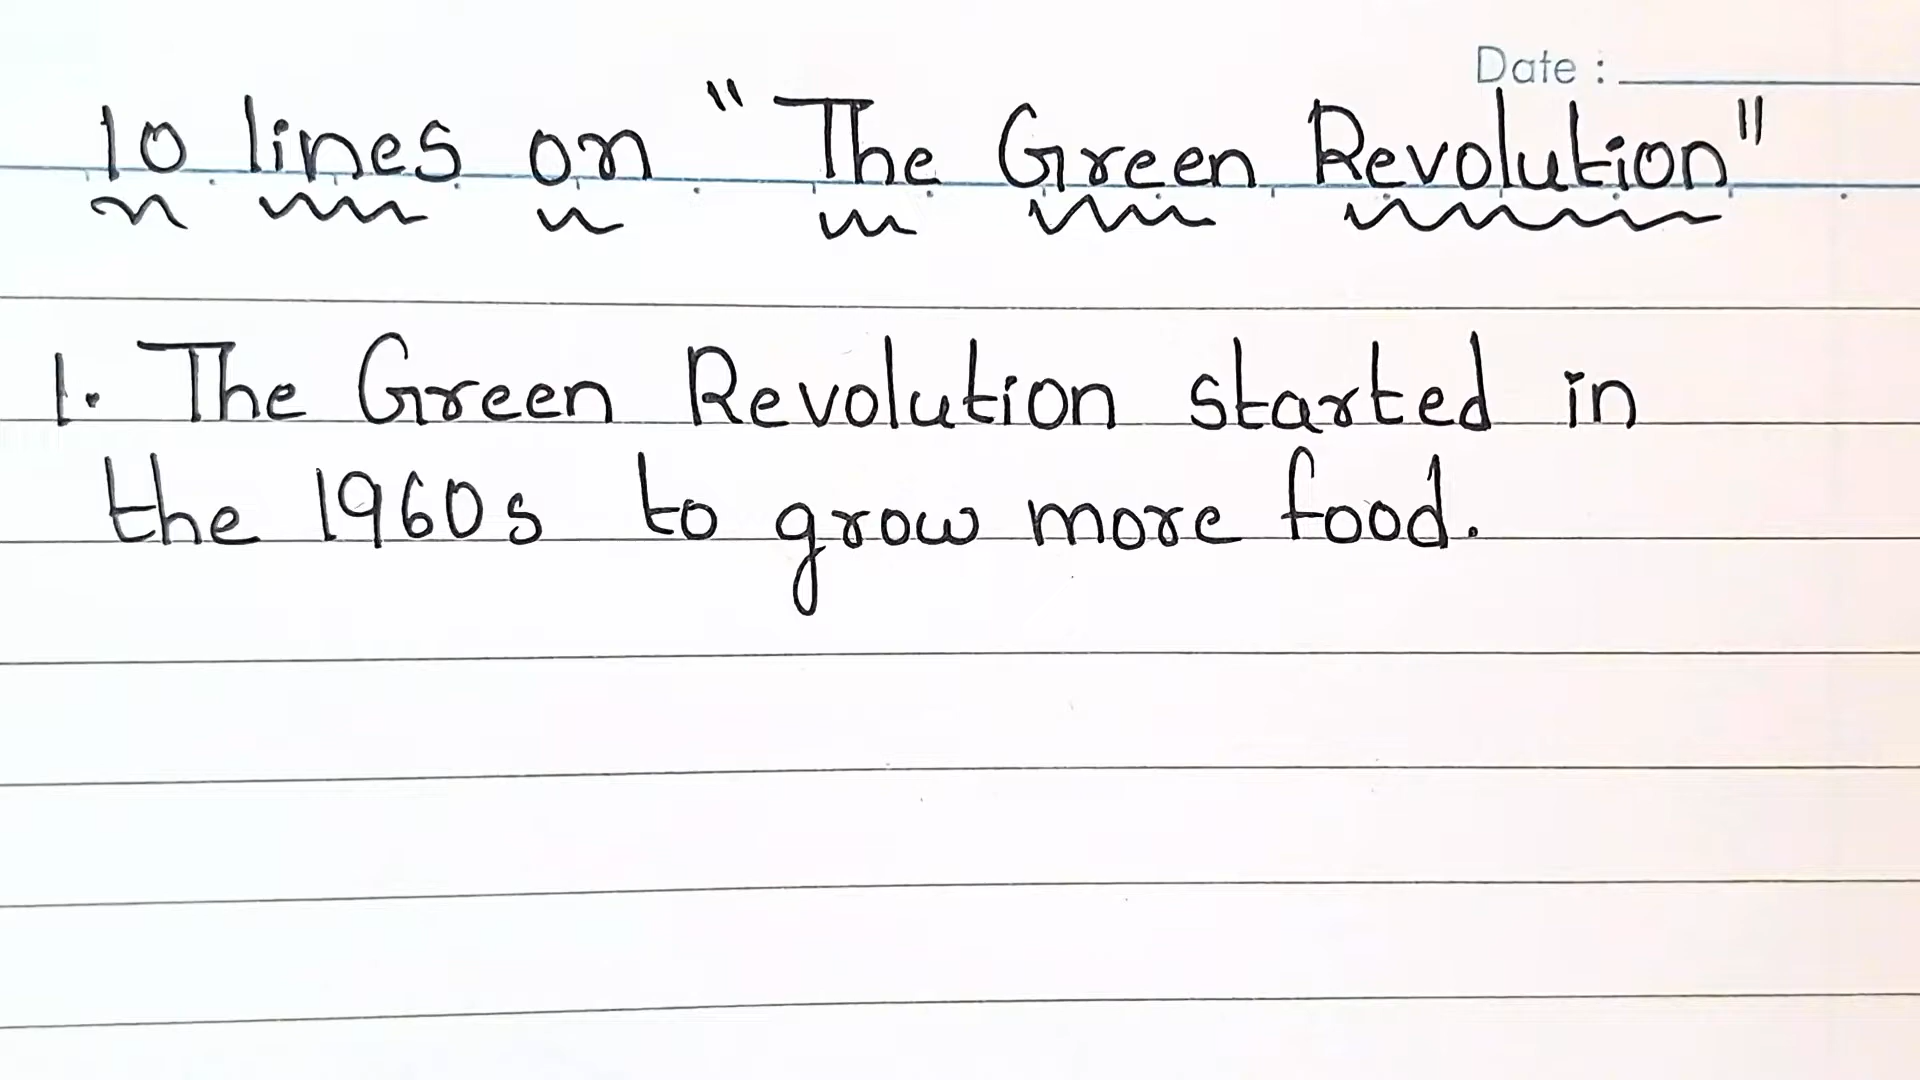 Date :
10 lines on "The Green Revolution"
1. The Green Revolution started in
the 1960s to grow more food.